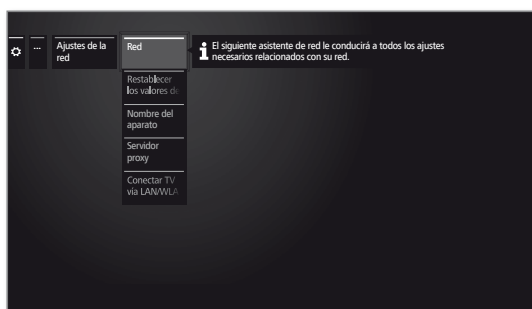 ...
Ajustes de la
red
Red
El siguiente asistente de red le conducirá a todos los ajustes
necesarios relacionados con su red.
Restablecer
los valores de
Nombre del
aparato
Servidor
proxy
Conectar TV
vía LAN/WLA